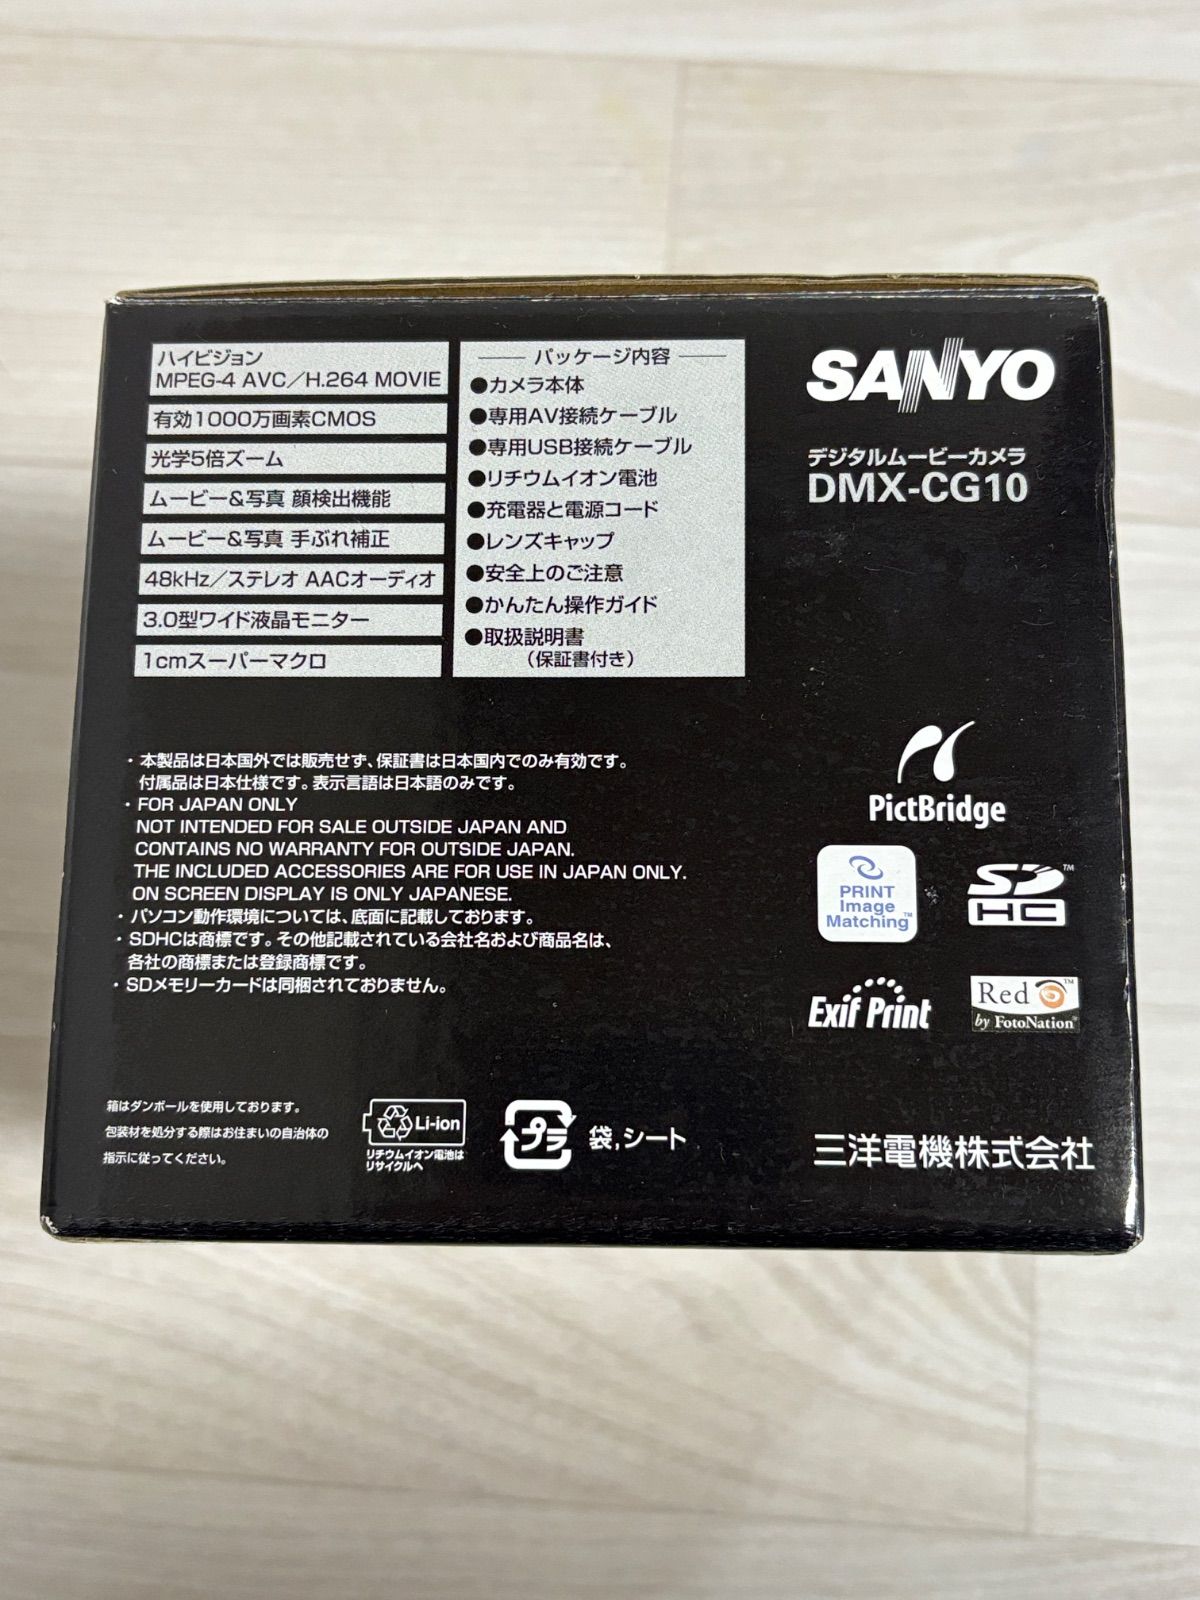 ハイビジョン
MPEG-4 AVC／H.264 MOVIE
有効1000万画素CMOS
光学5倍ズーム
ムービー&写真 顔検出機能
ムービー&写真 手ぶれ補正
48kHz／ステレオ AACオーディオ
3.0型ワイド液晶モニター
1cmスーパーマクロ
パッケージ内容
●カメラ本体
●専用AV接続ケーブル
●専用USB接続ケーブル
●リチウムイオン電池
●充電器と電源コード
●レンズキャップ
●安全上のご注意
●かんたん操作ガイド
●取扱説明書
（保証書付き）
SANYO
デジタルムービーカメラ
DMX-CG10
・本製品は日本国外では販売せず、保証書は日本国内でのみ有効です。
付属品は日本仕様です。表示言語は日本語のみです。
・FOR JAPAN ONLY
NOT INTENDED FOR SALE OUTSIDE JAPAN AND
CONTAINS NO WARRANTY FOR OUTSIDE JAPAN.
THE INCLUDED ACCESSORIES ARE FOR USE IN JAPAN ONLY.
ON SCREEN DISPLAY IS ONLY JAPANESE.
・パソコン動作環境については、底面に記載しております。
・SDHCは商標です。その他記載されている会社名および商品名は、
各社の商標または登録商標です。
・SDメモリーカードは同梱されておりません。
PictBridge
PRINT
Image
Matching™
SD™
HC
Exif Print
Red™
by FotoNation
箱はダンボールを使用しております。
包装材を処分する際はお住まいの自治体の
指示に従ってください。
Li-ion
リチウムイオン電池は
リサイクルへ
プラ
袋,シート
三洋電機株式会社